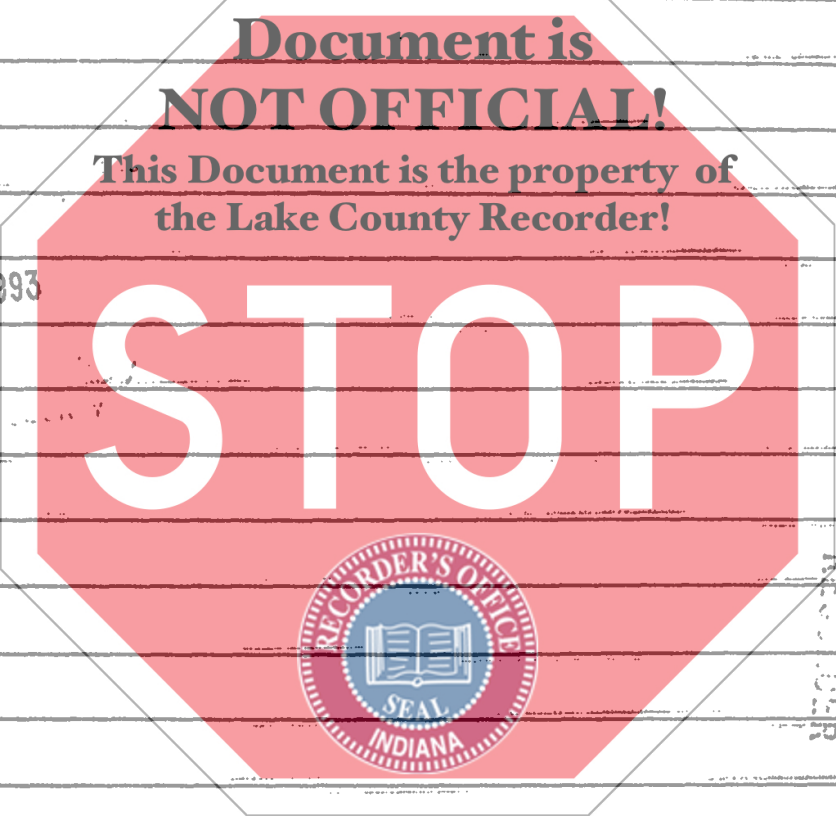 Document is
NOT OFFICIAL!
This Document is the property of
the Lake County Recorder!
893
STOP
RECORDER'S OFFICE
SEAL
INDIANA